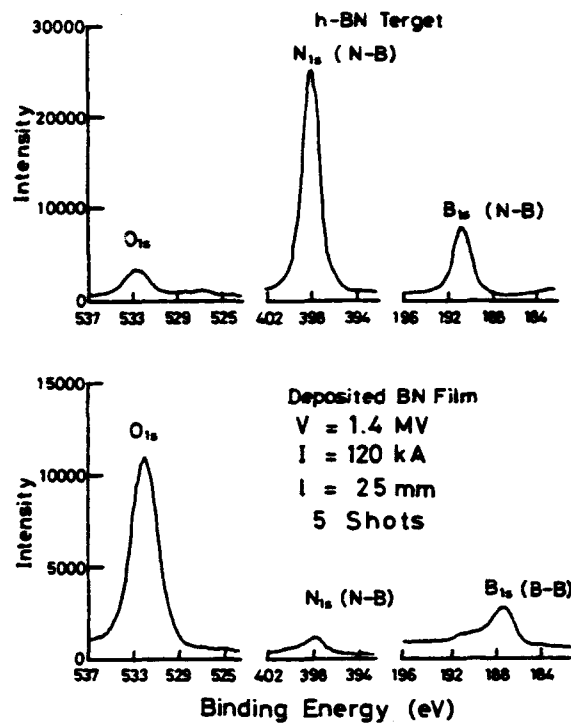 h-BN Terget
30000
20000
10000
0
Intensity
O1s
N1s (N-B)
B1s (N-B)
537 533 529 525
402 398 394
196 192 188 184
15000
10000
5000
0
Intensity
Deposited BN Film
V = 1.4 MV
I = 120 kA
l = 25 mm
5 Shots
O1s
N1s (N-B)
B1s (B-B)
537 532 529 525
402 398 394
196 192 188 184
Binding Energy (eV)